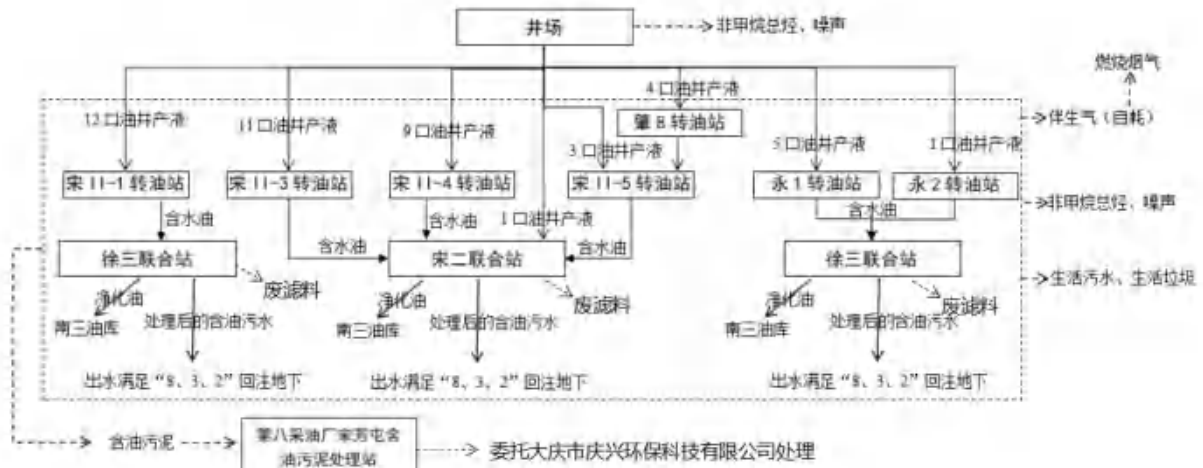 井场
非甲烷总烃、噪声
燃烧烟气
4口油井产液
12口油井产液
11口油井产液
9口油井产液
肇8转油站
伴生气（自耗）
3口油井产液
5口油井产液
1口油井产液
宋11-1转油站
宋11-3转油站
宋11-4转油站
宋11-5转油站
永1转油站
永2转油站
非甲烷总烃、噪声
含水油
含水油
1口油井产液
含水油
含水油
含水油
徐三联合站
宋二联合站
徐三联合站
生活污水、生活垃圾
净化油
废滤料
净化油
废滤料
净化油
废滤料
南三油库
处理后的含油污水
南三油库
处理后的含油污水
南三油库
处理后的含油污水
出水满足“8、3、2”回注地下
出水满足“8、3、2”回注地下
出水满足“8、3、2”回注地下
含油污泥
第八采油厂宋芳屯含
油污泥处理站
委托大庆市庆兴环保科技有限公司处理